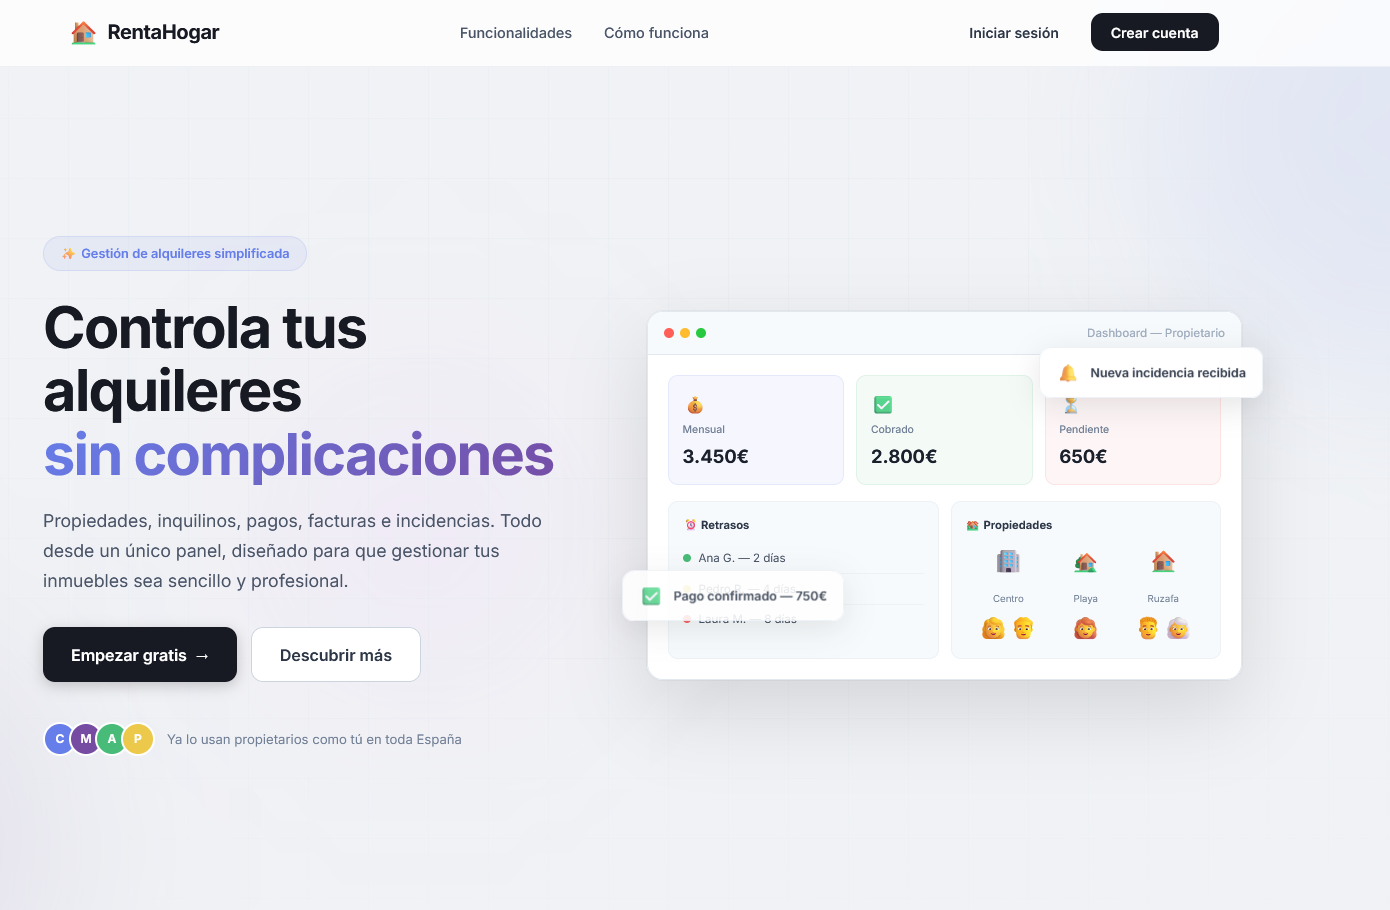 RentaHogar
Funcionalidades
Cómo funciona
Iniciar sesión
Crear cuenta
Gestión de alquileres simplificada
Controla tus
alquileres
sin complicaciones
Propiedades, inquilinos, pagos, facturas e incidencias. Todo
desde un único panel, diseñado para que gestionar tus
inmuebles sea sencillo y profesional.
Empezar gratis →
Descubrir más
C M A P
Ya lo usan propietarios como tú en toda España
Dashboard — Propietario
Nueva incidencia recibida
Mensual
3.450€
Cobrado
2.800€
Pendiente
650€
Retrasos
Ana G. — 2 días
Pago confirmado — 750€
Propiedades
Centro
Playa
Ruzafa